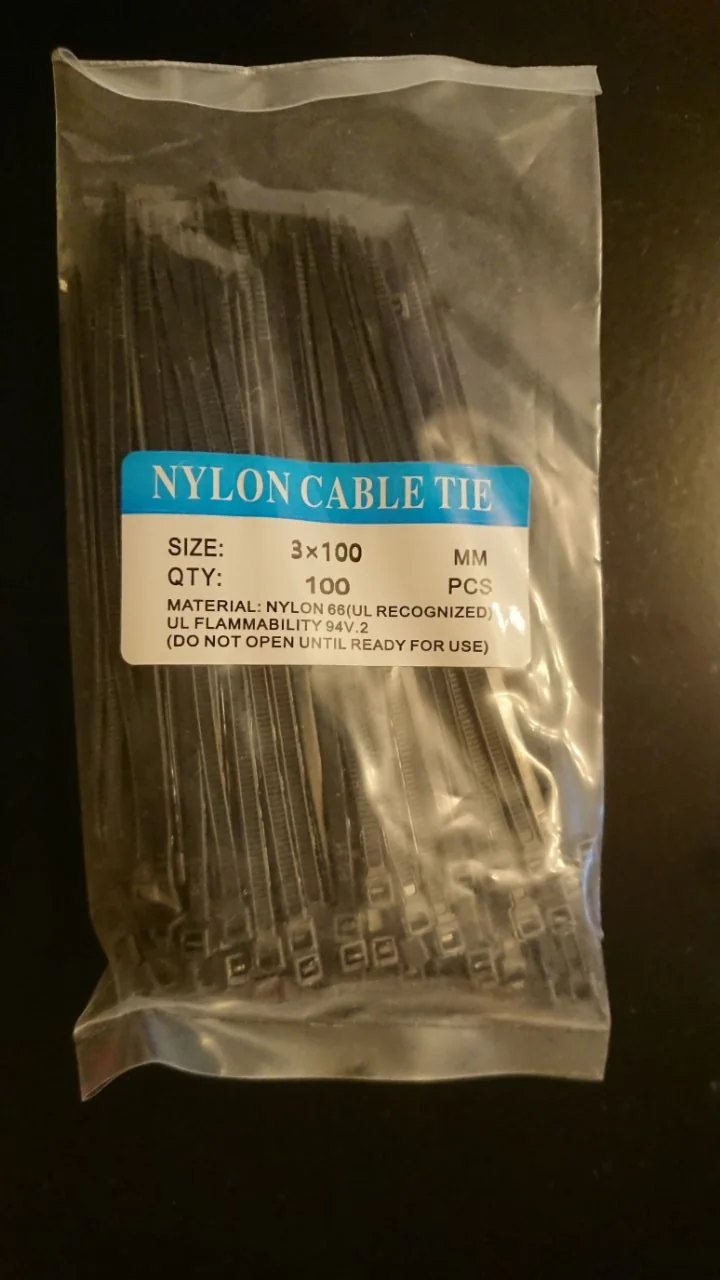 NYLON CABLE TIE
SIZE: 3×100 MM
QTY: 100 PCS
MATERIAL: NYLON 66(UL RECOGNIZED)
UL FLAMMABILITY 94V.2
(DO NOT OPEN UNTIL READY FOR USE)